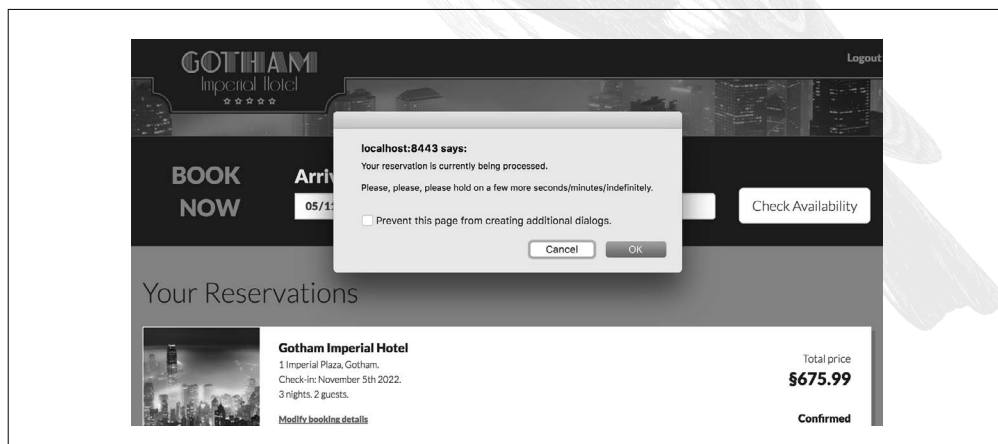 GOTHAM
Imperial Hotel
Logout
localhost:8443 says:
Your reservation is currently being processed.
Please, please, please hold on a few more seconds/minutes/indefinitely.
Prevent this page from creating additional dialogs.
Cancel
OK
BOOK
NOW
Arriv
05/11
Check Availability
Your Reservations
Gotham Imperial Hotel
1 Imperial Plaza, Gotham.
Check-in: November 5th 2022.
3 nights. 2 guests.
Modify booking details
Total price
§675.99
Confirmed